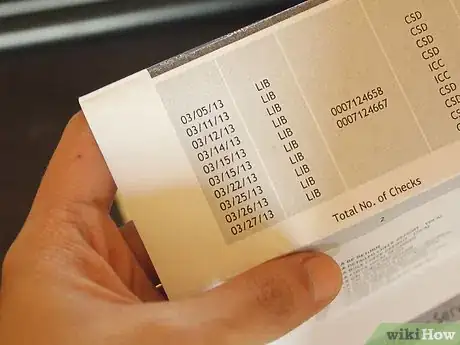 03/05/13 LIB CSD
03/11/13 LIB CSD
03/12/13 LIB CSD
03/14/13 LIB CSD
03/15/13 LIB 0007124658 ICC
03/15/13 LIB 0007124667 ICC
03/22/13 LIB CSD
03/25/13 LIB CSD
03/26/13 LIB
03/27/13 LIB
Total No. of Checks
2
wikiHow